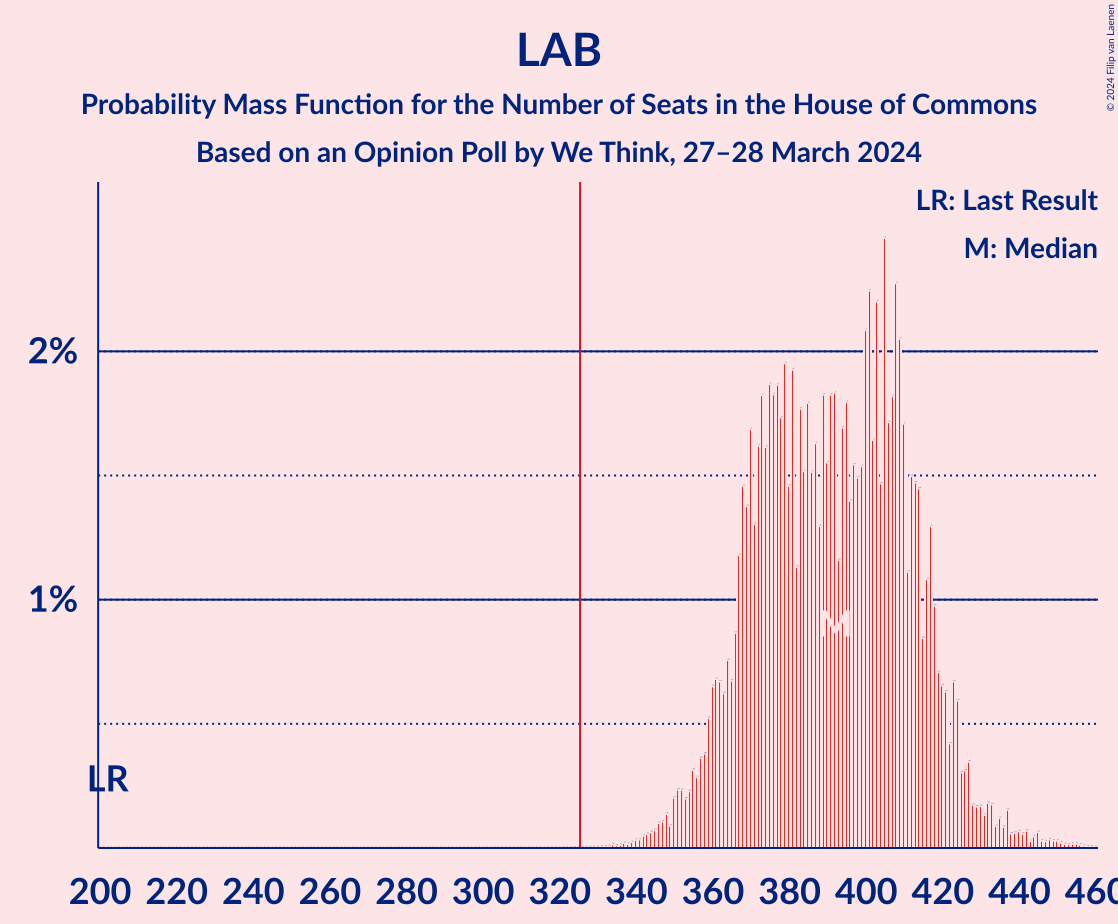 LAB
Probability Mass Function for the Number of Seats in the House of Commons
Based on an Opinion Poll by We Think, 27–28 March 2024
© 2024 Filip van Laenen
LR: Last Result
M: Median
2%
1%
M
LR
200 220 240 260 280 300 320 340 360 380 400 420 440 460